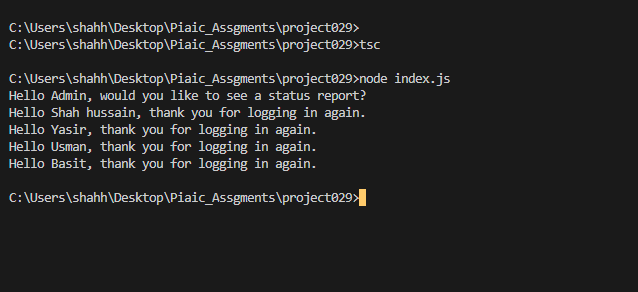 C:\Users\shahh\Desktop\Piaic_Assgments\project029>
C:\Users\shahh\Desktop\Piaic_Assgments\project029>tsc
C:\Users\shahh\Desktop\Piaic_Assgments\project029>node index.js
Hello Admin, would you like to see a status report?
Hello Shah hussain, thank you for logging in again.
Hello Yasir, thank you for logging in again.
Hello Usman, thank you for logging in again.
Hello Basit, thank you for logging in again.
C:\Users\shahh\Desktop\Piaic_Assgments\project029>